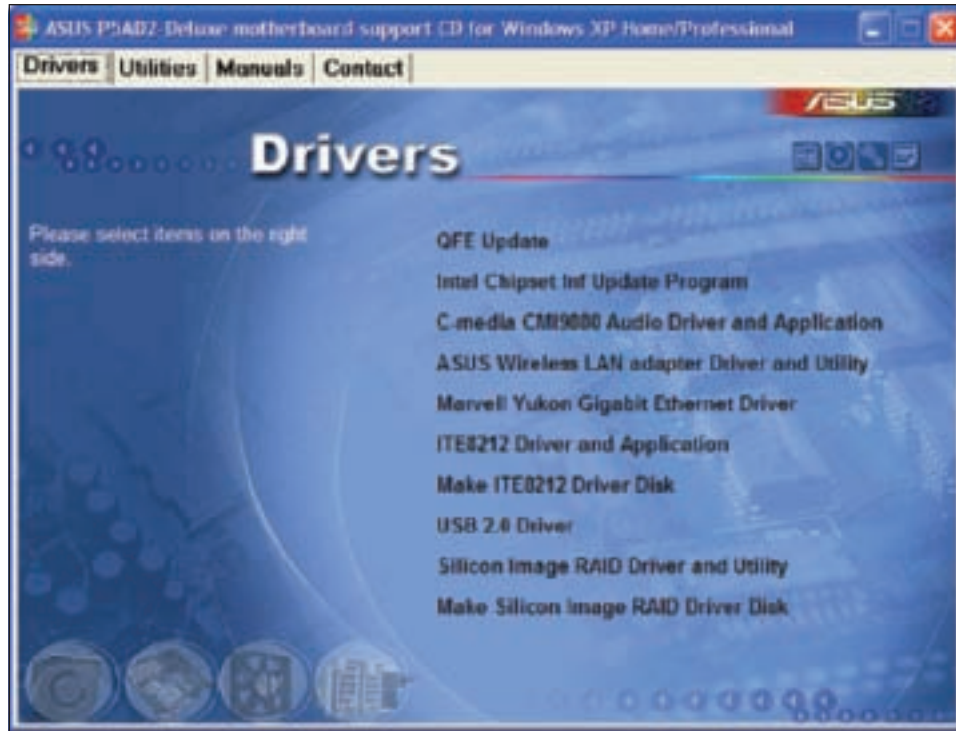 ASUS P5AD2-Deluxe motherboard support CD for Windows XP Home/Professional
Drivers Utilities Manuals Contact
ASUS
Drivers
Please select items on the right
side.
QFE Update
Intel Chipset Inf Update Program
C-media CMI9880 Audio Driver and Application
ASUS Wireless LAN adapter Driver and Utility
Marvell Yukon Gigabit Ethernet Driver
ITE8212 Driver and Application
Make ITE8212 Driver Disk
USB 2.0 Driver
Silicon Image RAID Driver and Utility
Make Silicon Image RAID Driver Disk